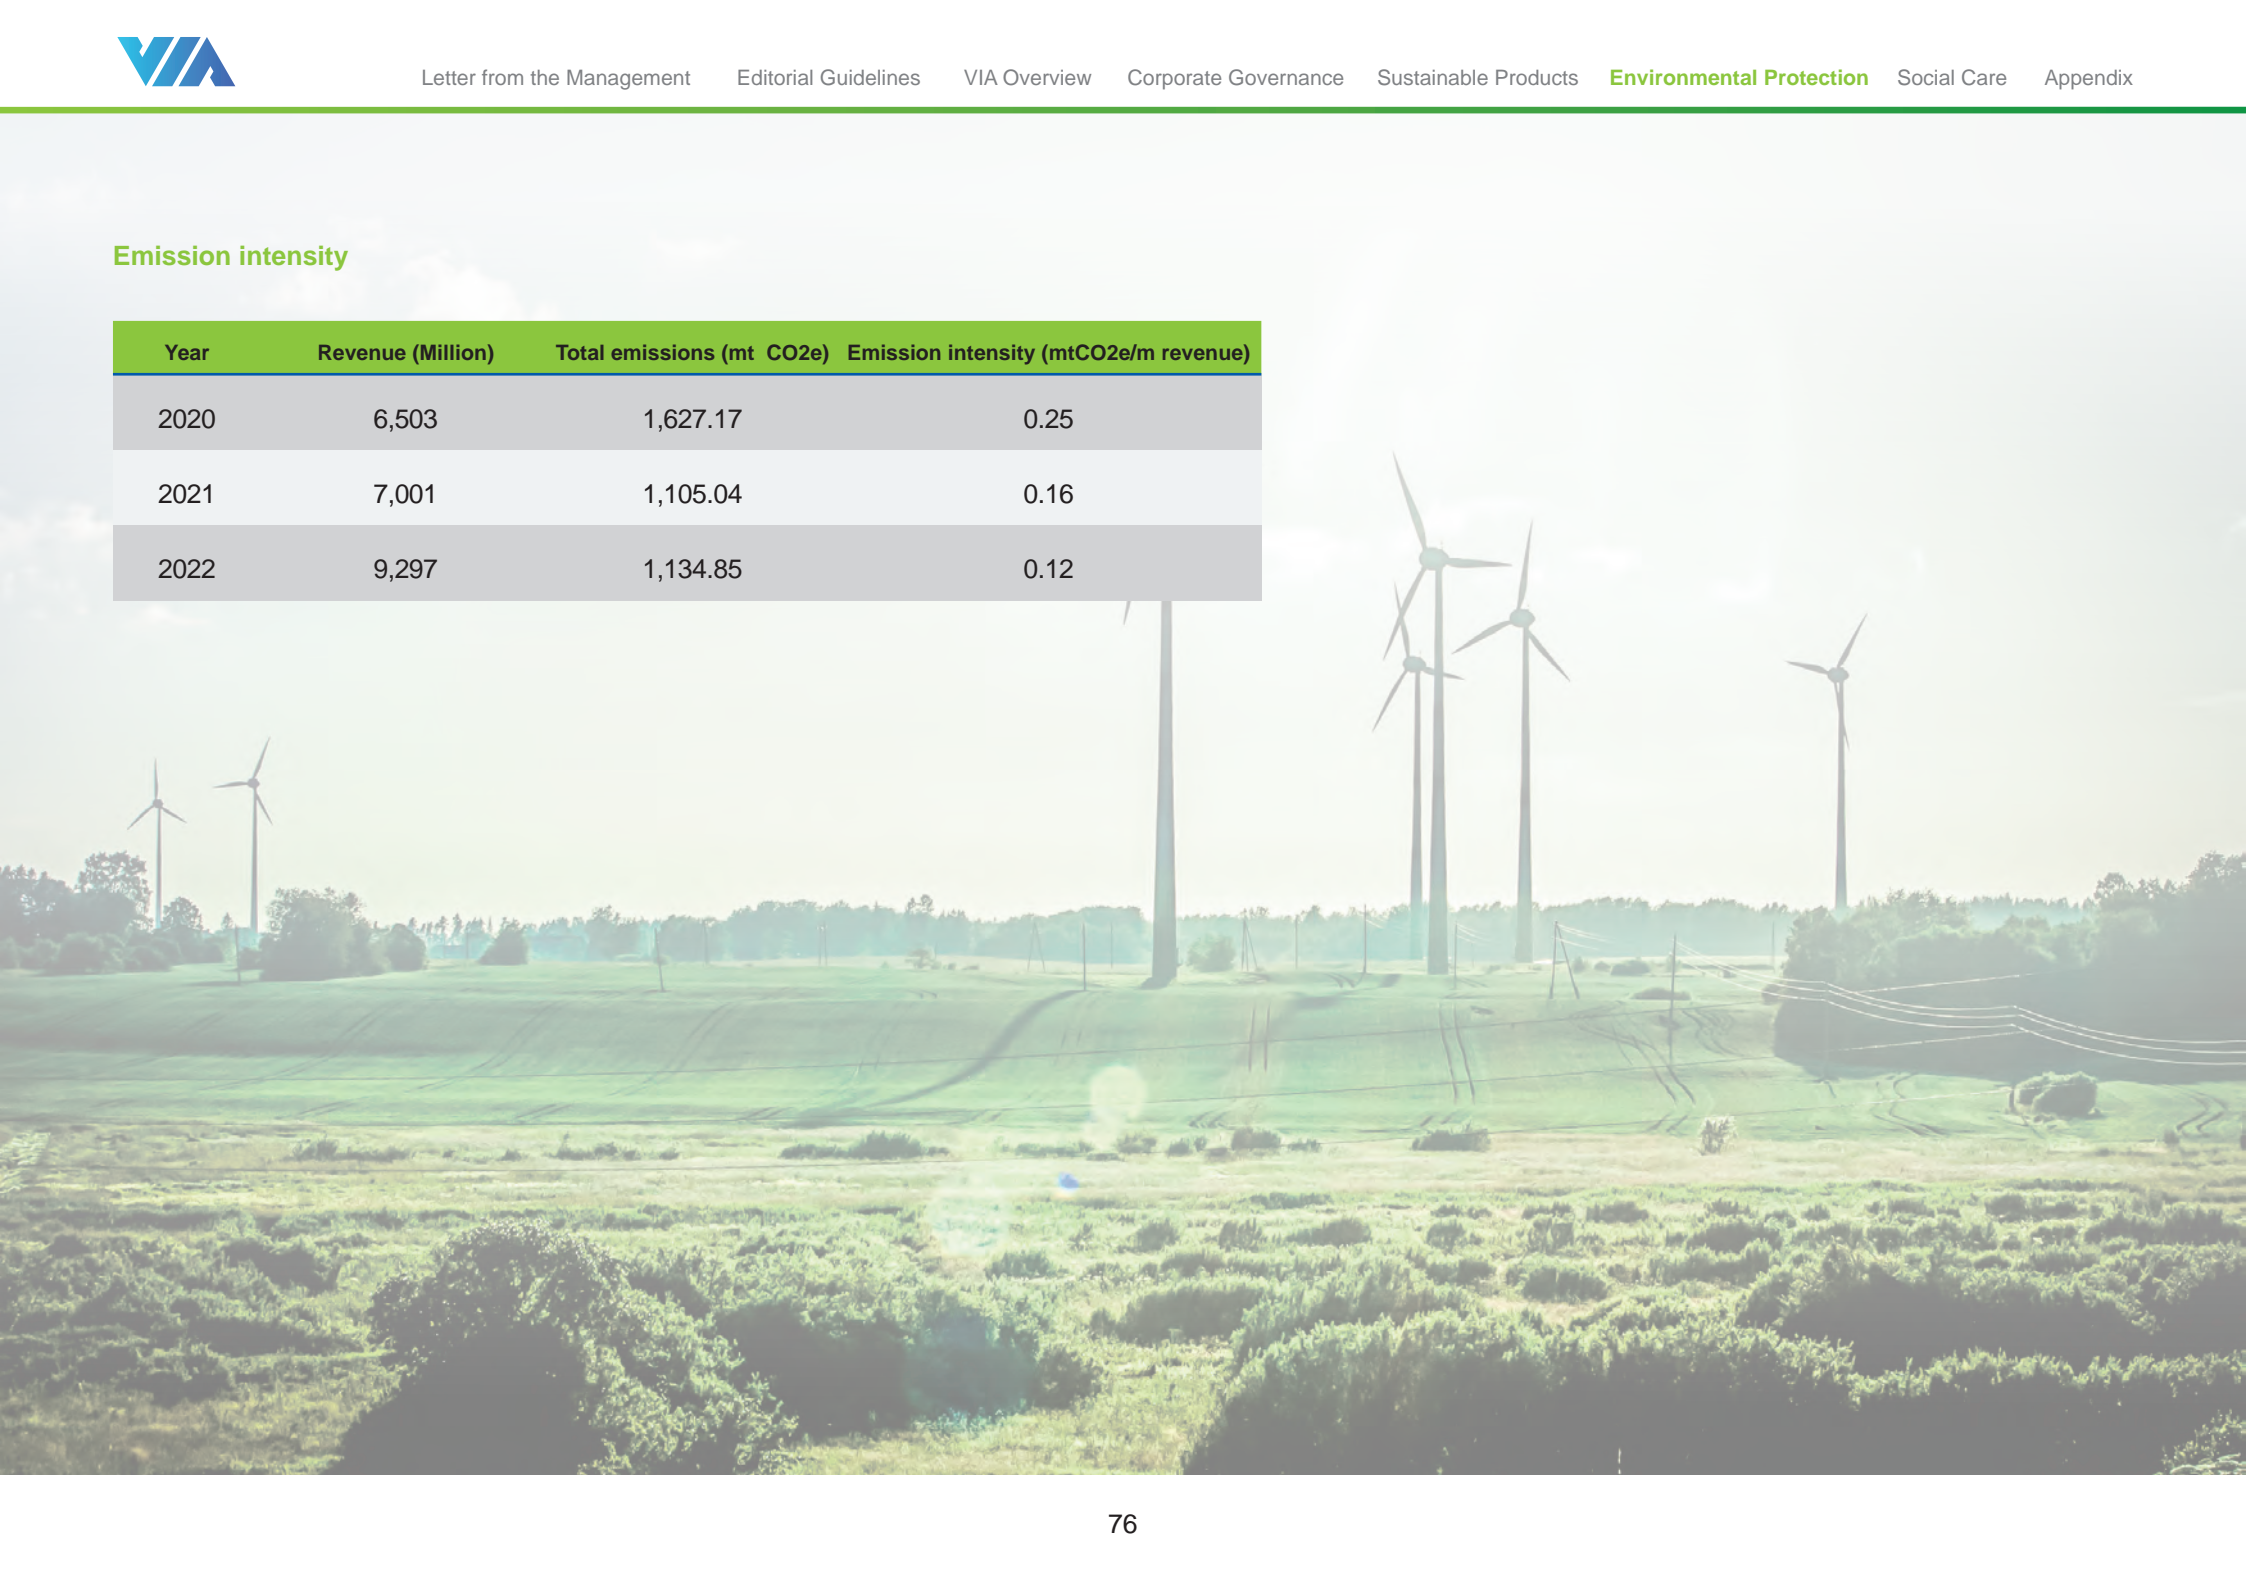 VIA
Letter from the Management Editorial Guidelines VIA Overview Corporate Governance Sustainable Products Environmental Protection Social Care Appendix
Emission intensity
Year Revenue (Million) Total emissions (mt CO2e) Emission intensity (mtCO2e/m revenue)
2020 6,503 1,627.17 0.25
2021 7,001 1,105.04 0.16
2022 9,297 1,134.85 0.12
76